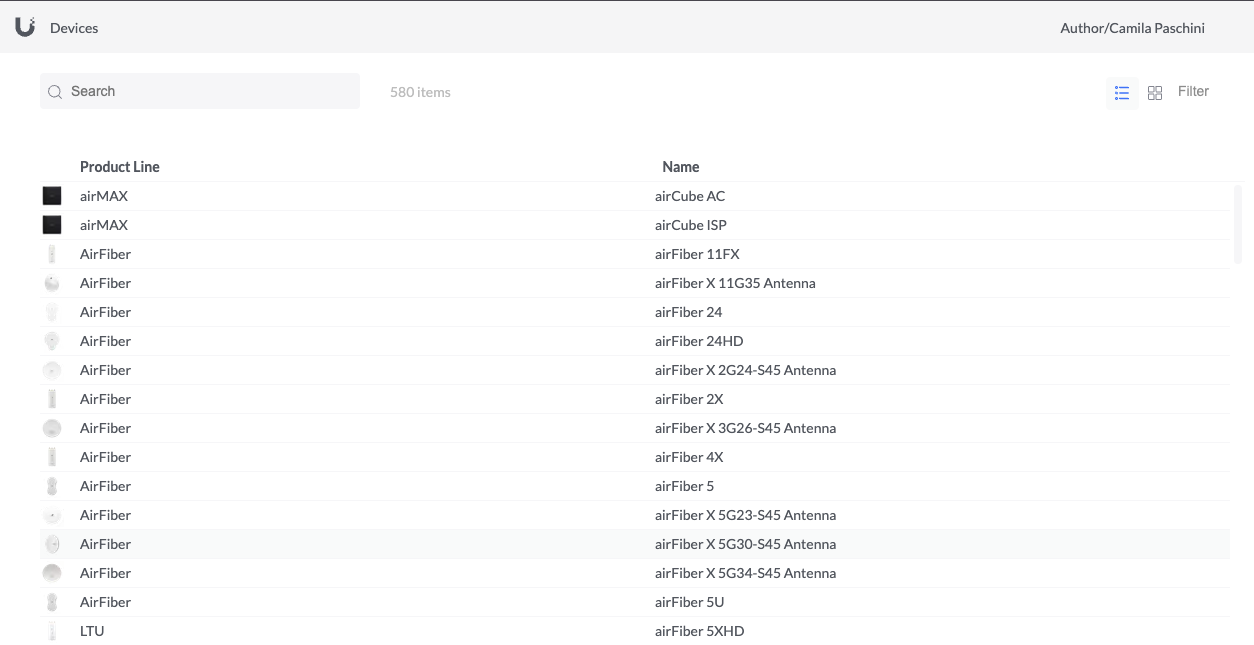 Devices Author/Camila Paschini
Search 580 items Filter
Product Line Name
airMAX airCube AC
airMAX airCube ISP
AirFiber airFiber 11FX
AirFiber airFiber X 11G35 Antenna
AirFiber airFiber 24
AirFiber airFiber 24HD
AirFiber airFiber X 2G24-S45 Antenna
AirFiber airFiber 2X
AirFiber airFiber X 3G26-S45 Antenna
AirFiber airFiber 4X
AirFiber airFiber 5
AirFiber airFiber X 5G23-S45 Antenna
AirFiber airFiber X 5G30-S45 Antenna
AirFiber airFiber X 5G34-S45 Antenna
AirFiber airFiber 5U
LTU airFiber 5XHD